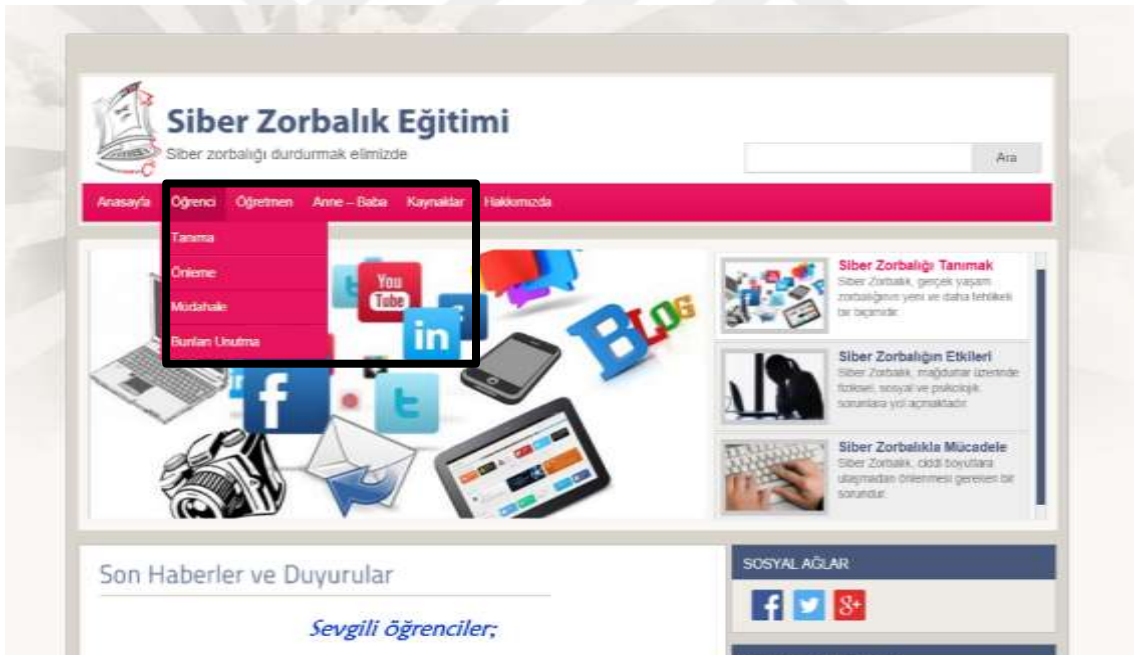 Siber Zorbalık Eğitimi
Siber zorbalığı durdurmak elimizde
Ara
Anasayfa Öğrenci Öğretmen Anne – Baba Kaynaklar Hakkımızda
Tanıma
Önleme
Müdahale
Bunları Unutma
You
Tube
in
BLOG
Siber Zorbalığı Tanımak
Siber Zorbalık, gerçek yaşam
zorbalığının yeni ve daha tehlikeli
bir biçimidir.
Siber Zorbalığın Etkileri
Siber Zorbalık, mağdurlar üzerinde
fiziksel, sosyal ve psikolojik
sorunlara yol açmaktadır.
Siber Zorbalıkla Mücadele
Siber Zorbalık, ciddi boyutlara
ulaşmadan önlenmesi gereken bir
sorundur.
Son Haberler ve Duyurular
Sevgili öğrenciler;
SOSYAL AĞLAR